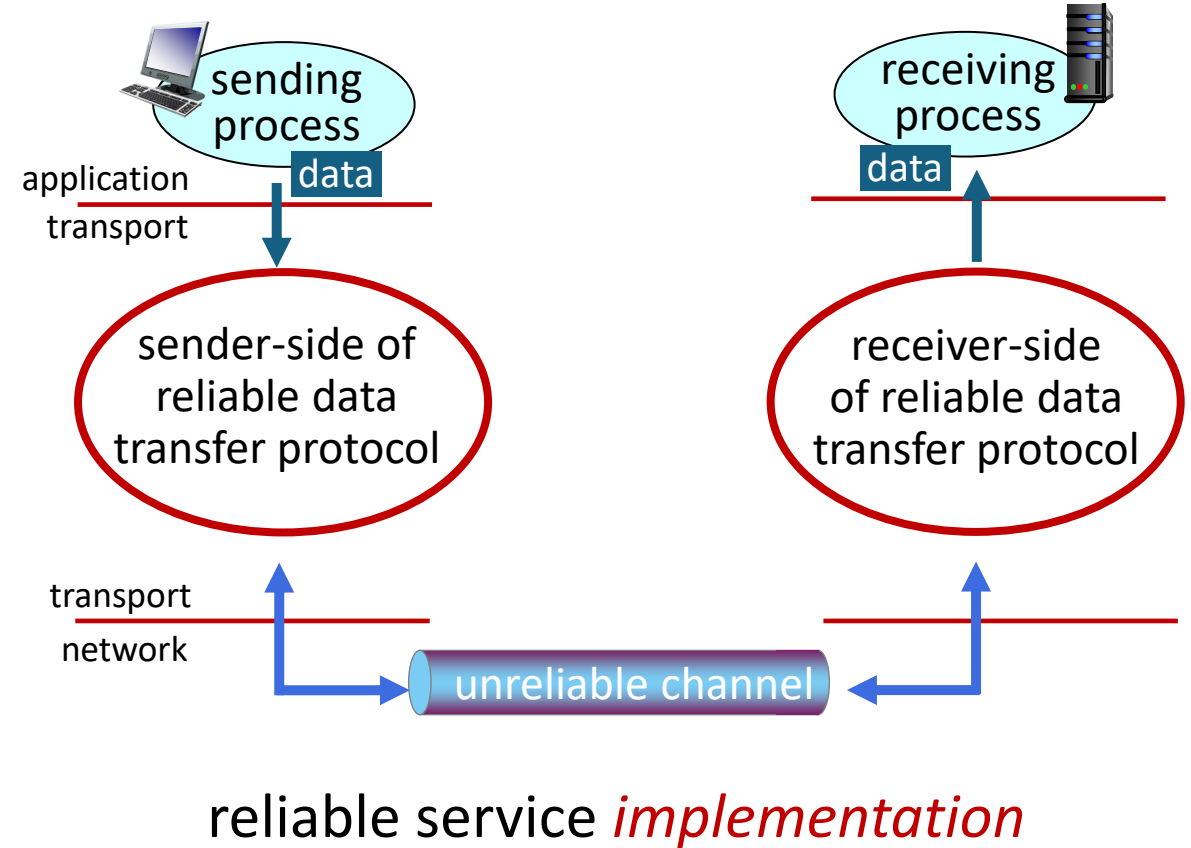 sending
process
data
application
transport
receiving
process
data
sender-side of
reliable data
transfer protocol
receiver-side
of reliable data
transfer protocol
transport
network
unreliable channel
reliable service implementation